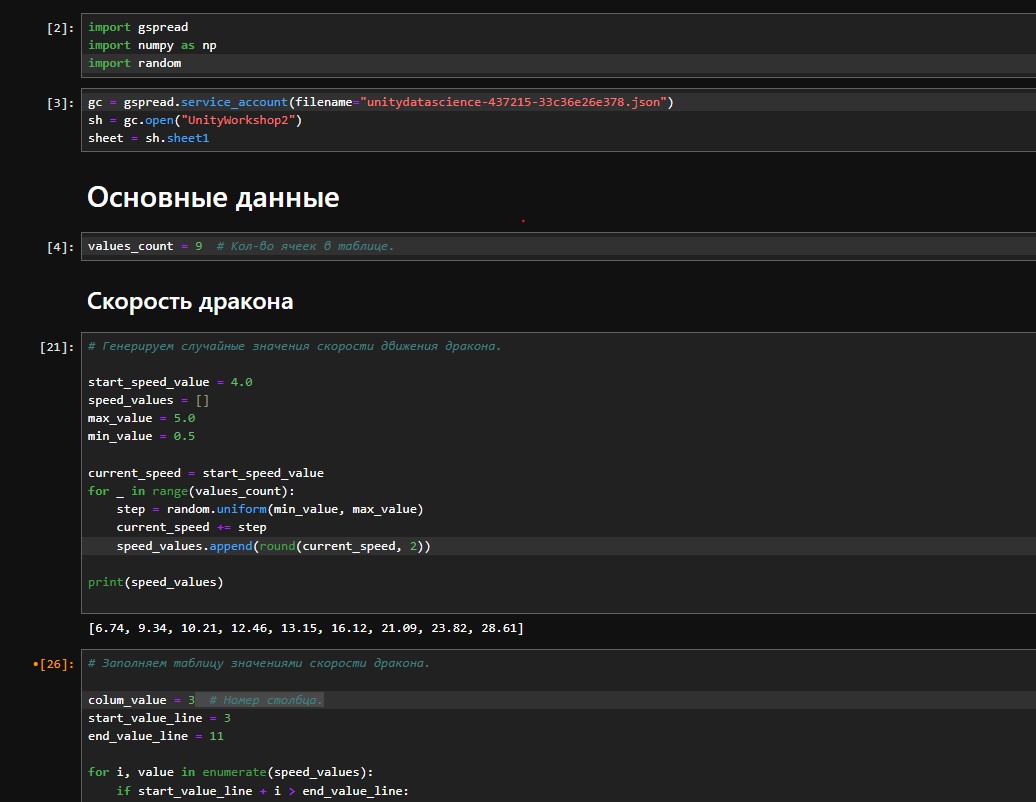 [2]:
import gspread
import numpy as np
import random
[3]:
gc = gspread.service_account(filename="unitydatascience-437215-33c36e26e378.json")
sh = gc.open("UnityWorkshop2")
sheet = sh.sheet1
Основные данные
[4]:
values_count = 9  # Кол-во ячеек в таблице.
Скорость дракона
[21]:
# Генерируем случайные значения скорости движения дракона.
start_speed_value = 4.0
speed_values = []
max_value = 5.0
min_value = 0.5
current_speed = start_speed_value
for _ in range(values_count):
    step = random.uniform(min_value, max_value)
    current_speed += step
    speed_values.append(round(current_speed, 2))
print(speed_values)
[6.74, 9.34, 10.21, 12.46, 13.15, 16.12, 21.09, 23.82, 28.61]
•[26]:
# Заполняем таблицу значениями скорости дракона.
colum_value = 3  # Номер столбца.
start_value_line = 3
end_value_line = 11
for i, value in enumerate(speed_values):
    if start_value_line + i > end_value_line: